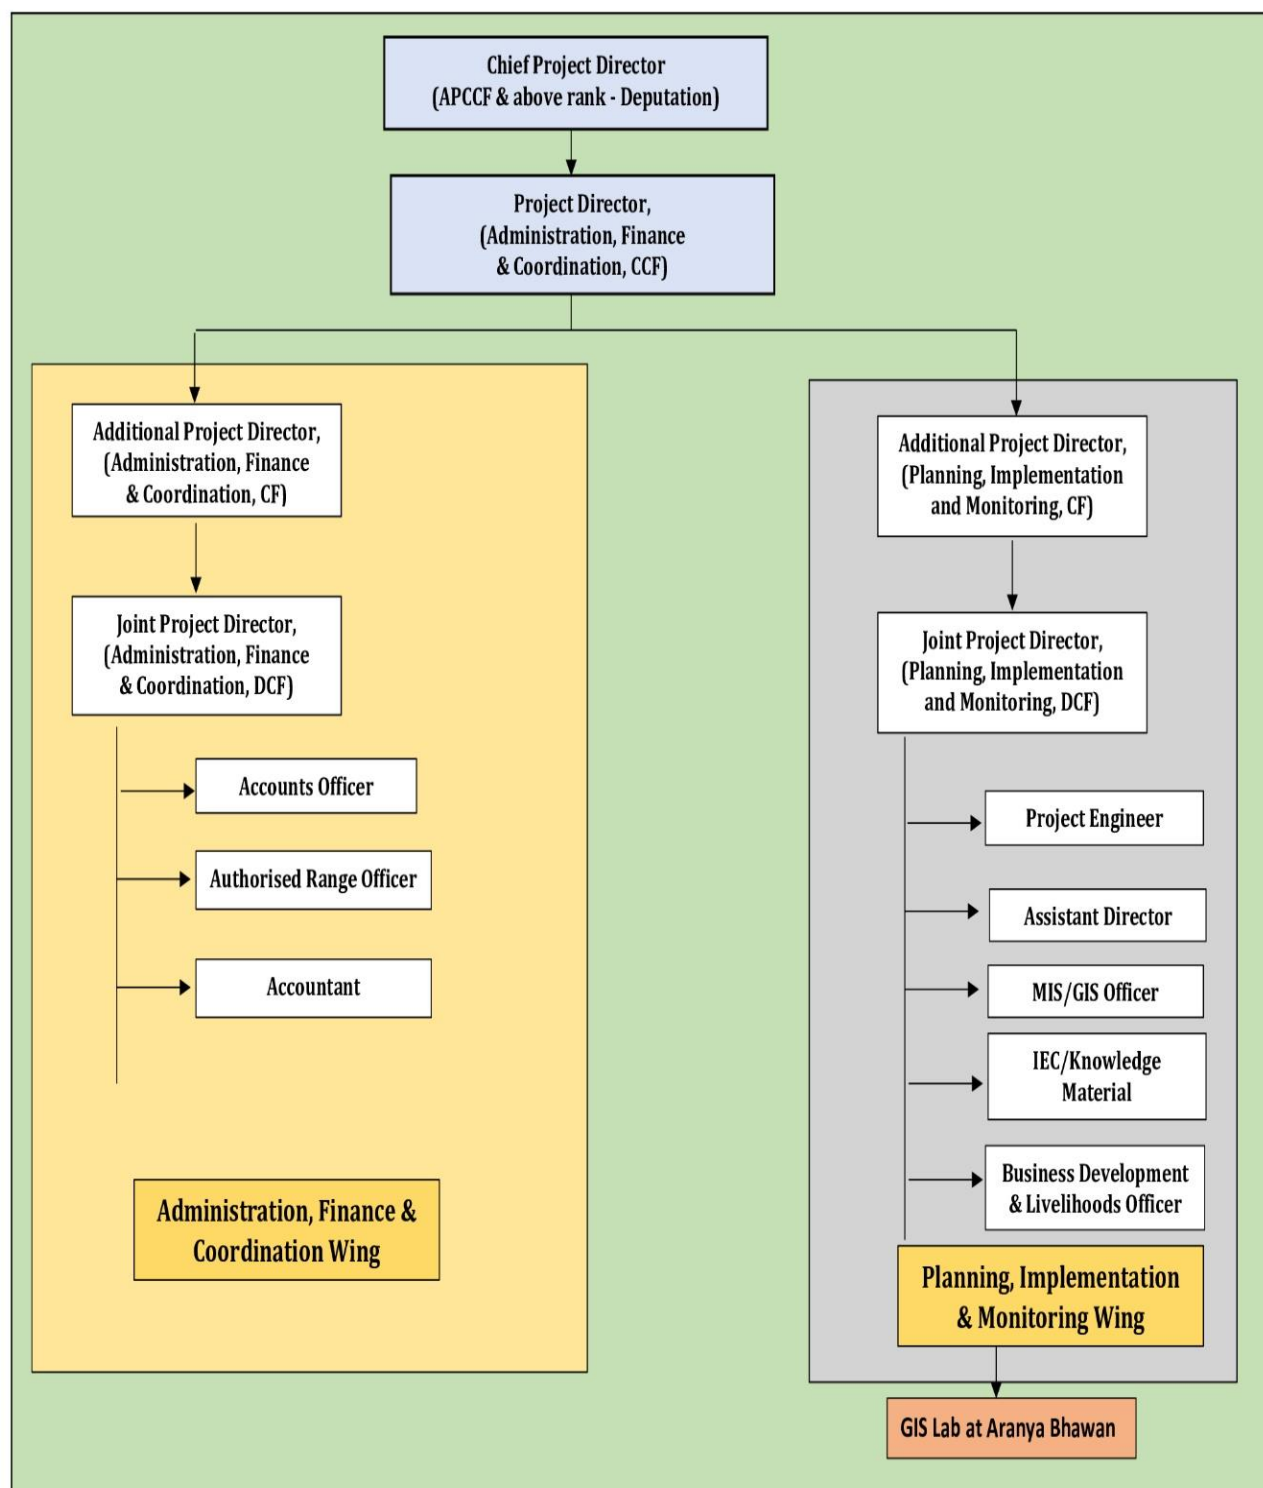 Chief Project Director
(APCCF & above rank - Deputation)
Project Director,
(Administration, Finance
& Coordination, CCF)
Additional Project Director,
(Administration, Finance
& Coordination, CF)
Joint Project Director,
(Administration, Finance
& Coordination, DCF)
Accounts Officer
Authorised Range Officer
Accountant
Administration, Finance &
Coordination Wing
Additional Project Director,
(Planning, Implementation
and Monitoring, CF)
Joint Project Director,
(Planning, Implementation
and Monitoring, DCF)
Project Engineer
Assistant Director
MIS/GIS Officer
IEC/Knowledge
Material
Business Development
& Livelihoods Officer
Planning, Implementation
& Monitoring Wing
GIS Lab at Aranya Bhawan